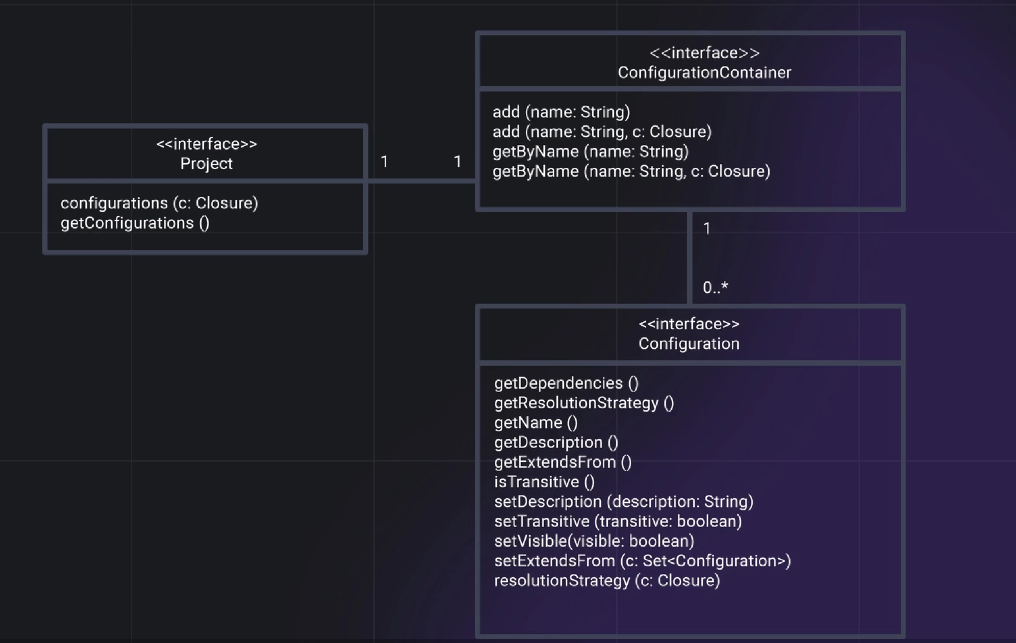 <<interface>>
Project
configurations (c: Closure)
getConfigurations ()
1
1
<<interface>>
ConfigurationContainer
add (name: String)
add (name: String, c: Closure)
getByName (name: String)
getByName (name: String, c: Closure)
1
0..*
<<interface>>
Configuration
getDependencies ()
getResolutionStrategy ()
getName ()
getDescription ()
getExtendsFrom ()
isTransitive ()
setDescription (description: String)
setTransitive (transitive: boolean)
setVisible(visible: boolean)
setExtendsFrom (c: Set<Configuration>)
resolutionStrategy (c: Closure)